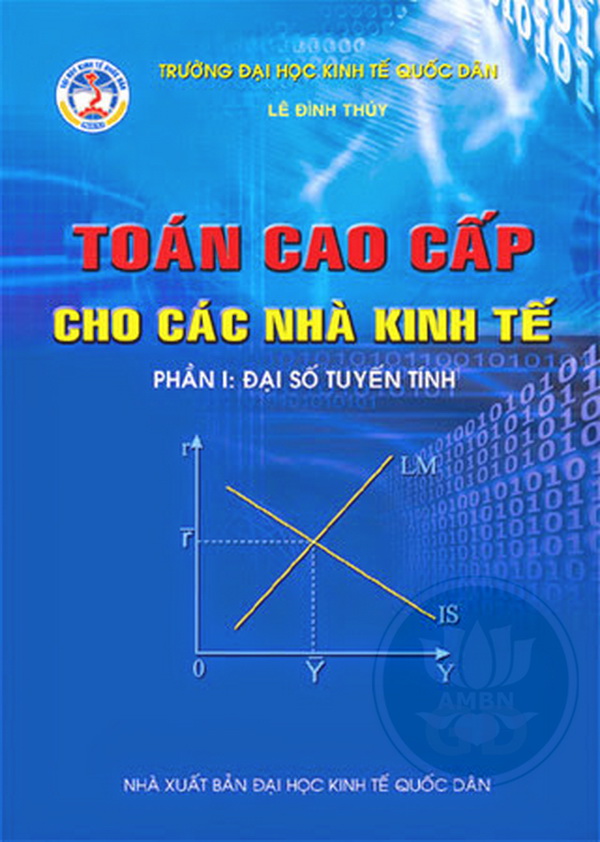 TRƯỜNG ĐẠI HỌC KINH TẾ QUỐC DÂN
LÊ ĐÌNH THÚY
TOÁN CAO CẤP
CHO CÁC NHÀ KINH TẾ
PHẦN I: ĐẠI SỐ TUYẾN TÍNH
r
LM
r̅
IS
0
Y̅
Y
AMBN
NHÀ XUẤT BẢN ĐẠI HỌC KINH TẾ QUỐC DÂN